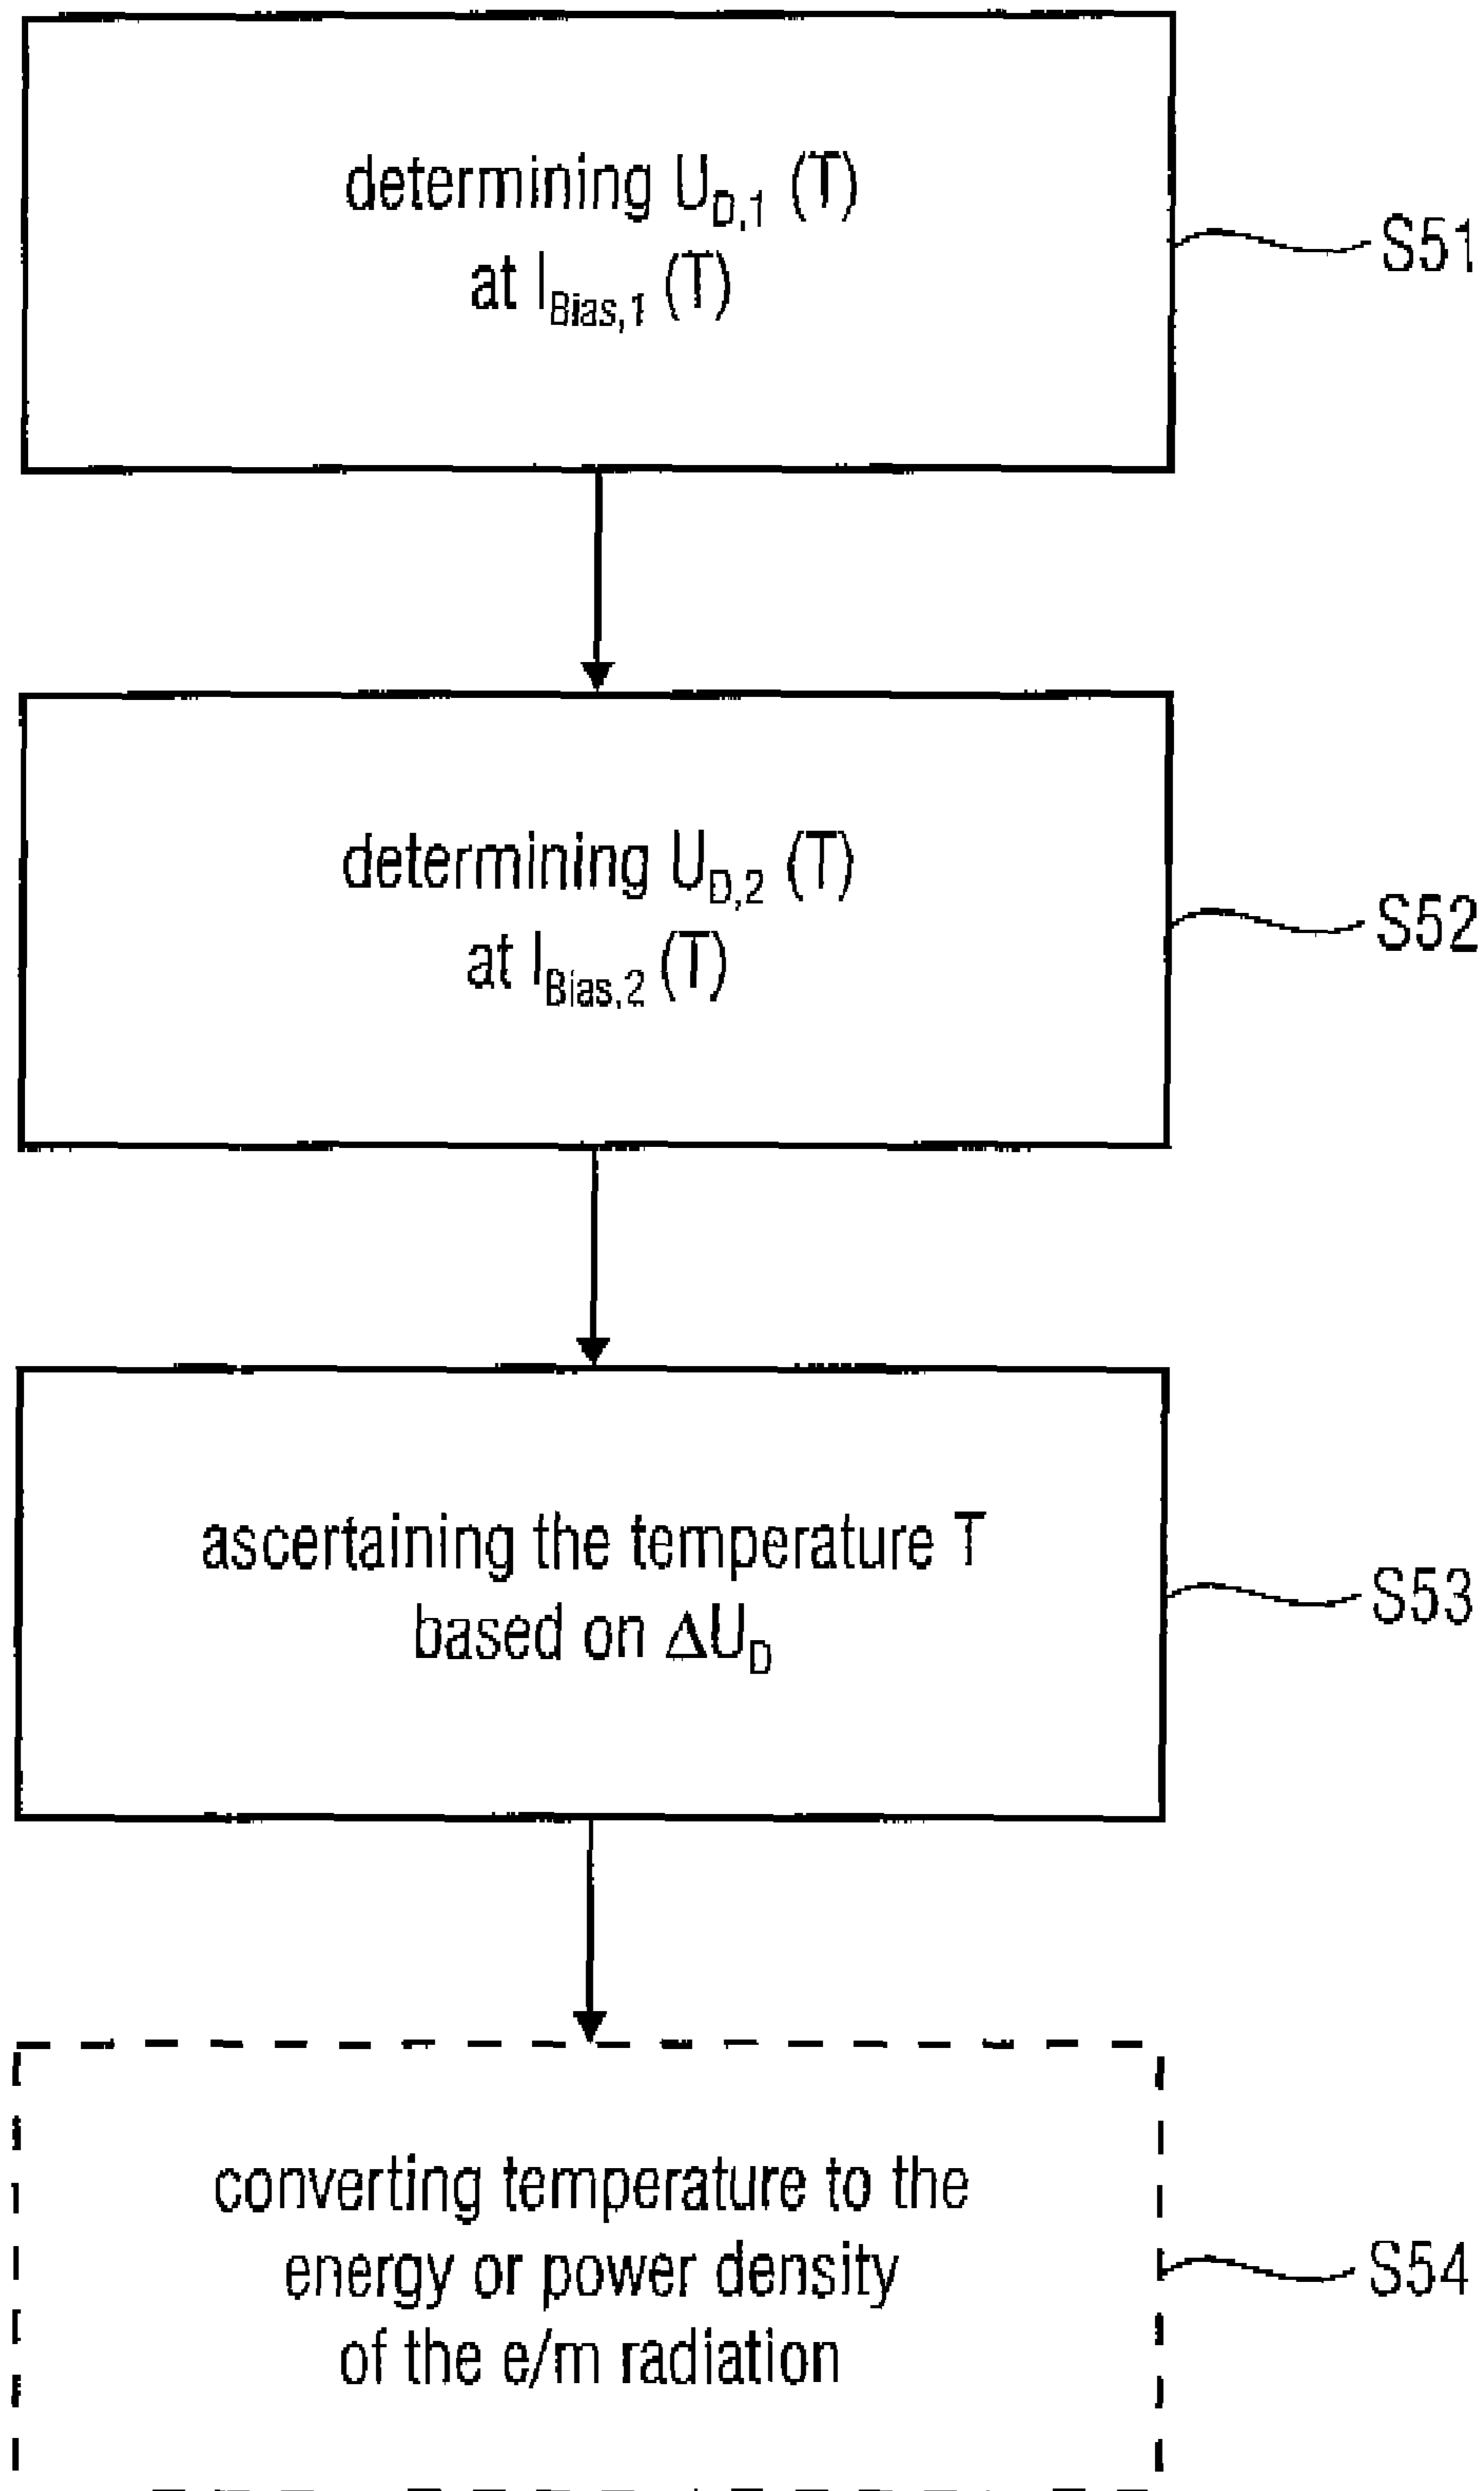 determining U_D,1 (T)
at I_Bias,1 (T)
S51
determining U_D,2 (T)
at I_Bias,2 (T)
S52
ascertaining the temperature T
based on ΔU_D
S53
converting temperature to the
energy or power density
of the e/m radiation
S54